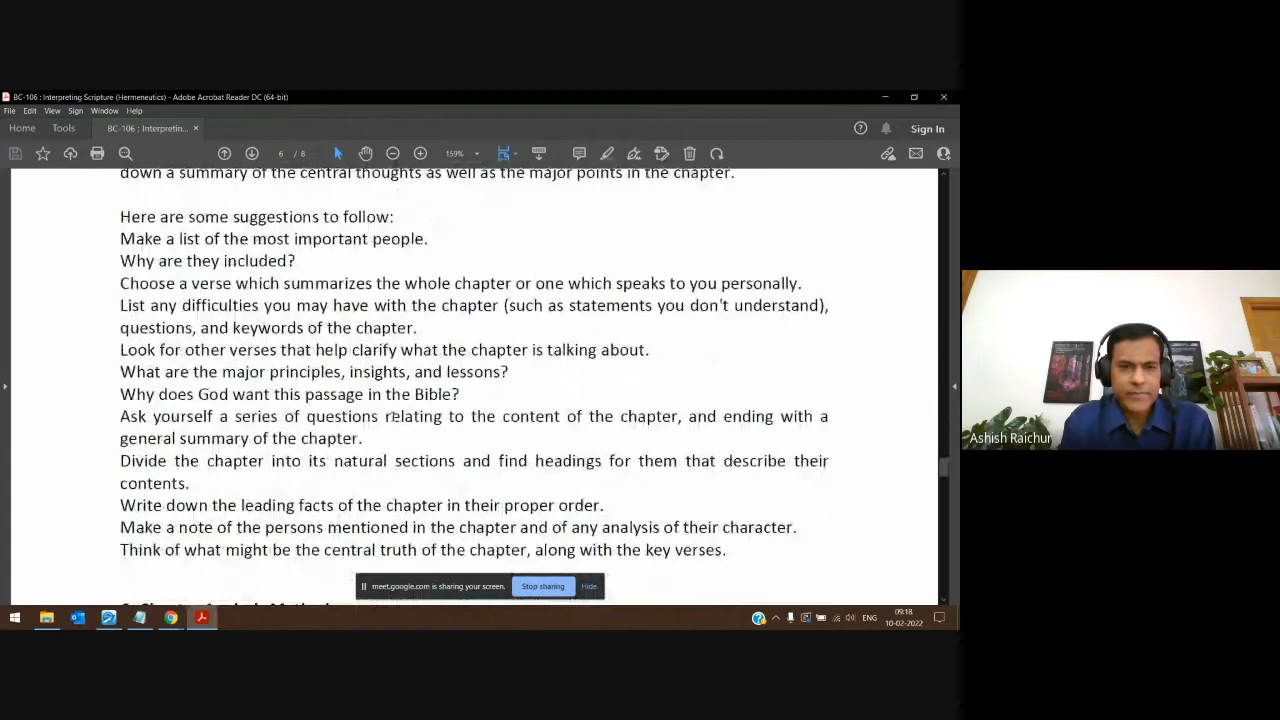 BC-106 : Interpreting Scripture (Hermeneutics) - Adobe Acrobat Reader DC (64-bit)
File Edit View Sign Window Help
Home Tools BC-106 : Interpretin... × Sign In
6 / 8 159%
down a summary of the central thoughts as well as the major points in the chapter.
Here are some suggestions to follow:
Make a list of the most important people.
Why are they included?
Choose a verse which summarizes the whole chapter or one which speaks to you personally.
List any difficulties you may have with the chapter (such as statements you don't understand),
questions, and keywords of the chapter.
Look for other verses that help clarify what the chapter is talking about.
What are the major principles, insights, and lessons?
Why does God want this passage in the Bible?
Ask yourself a series of questions relating to the content of the chapter, and ending with a
general summary of the chapter.
Divide the chapter into its natural sections and find headings for them that describe their
contents.
Write down the leading facts of the chapter in their proper order.
Make a note of the persons mentioned in the chapter and of any analysis of their character.
Think of what might be the central truth of the chapter, along with the key verses.
meet.google.com is sharing your screen. Stop sharing Hide
ENG
09:18
10-02-2022
Ashish Raichur